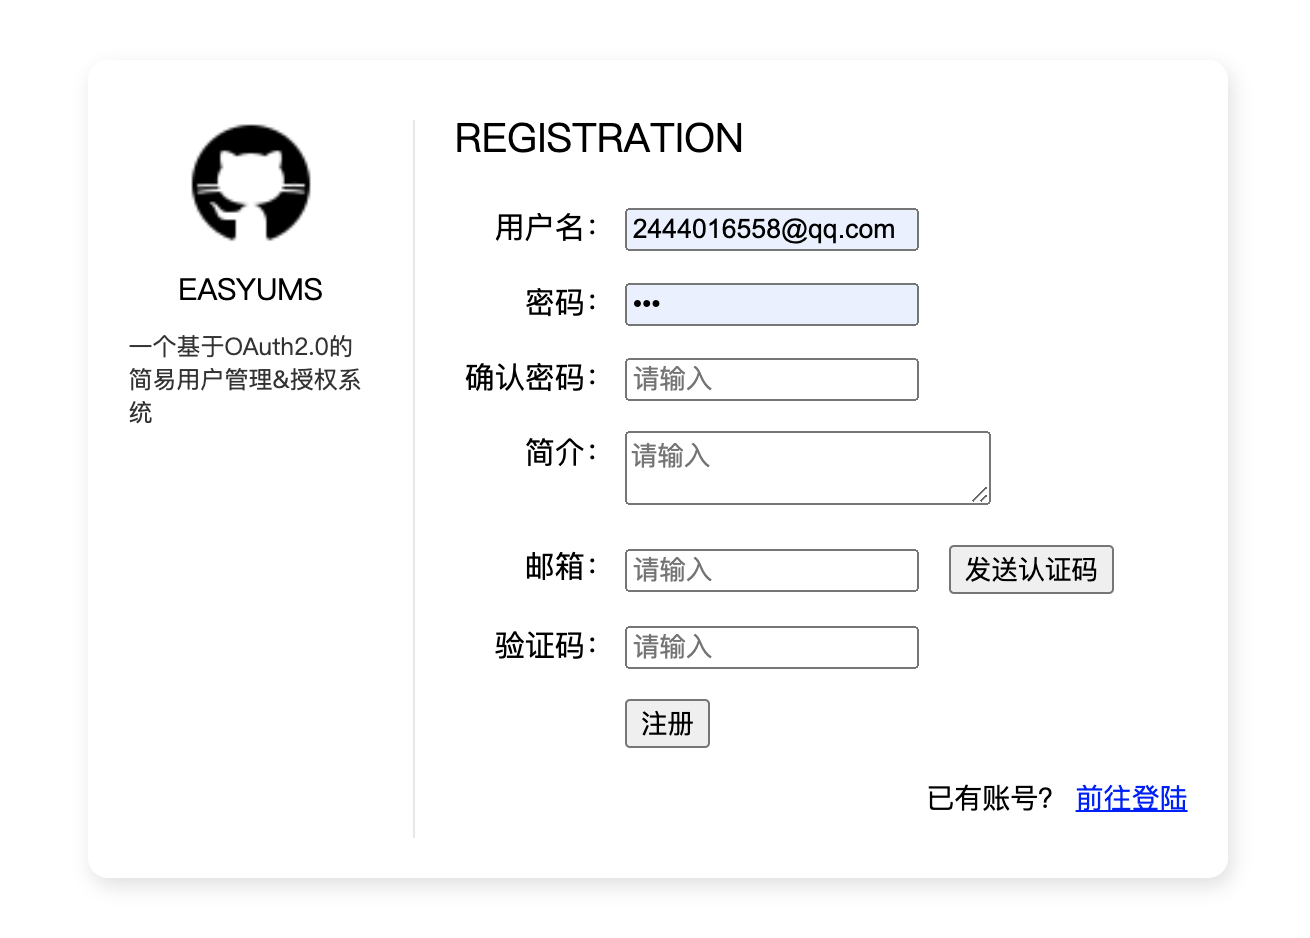 EASYUMS
一个基于OAuth2.0的
简易用户管理&授权系
统
REGISTRATION
用户名： 2444016558@qq.com
密码： •••
确认密码： 请输入
简介： 请输入
邮箱： 请输入 发送认证码
验证码： 请输入
注册
已有账号？ 前往登陆